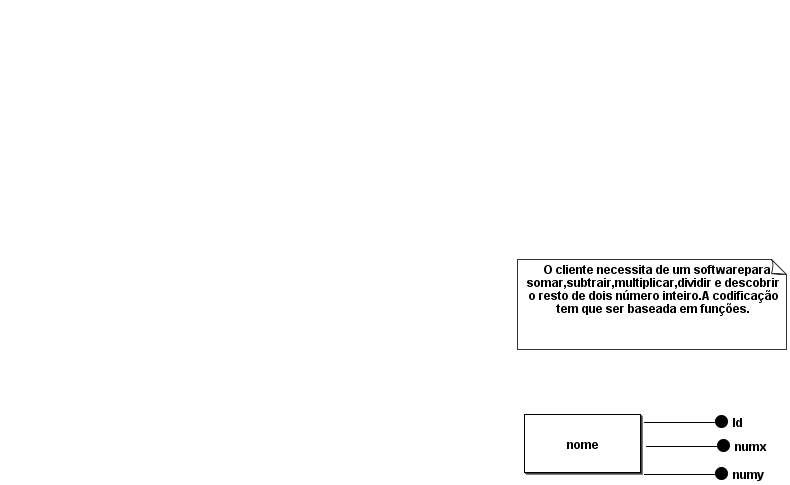 O cliente necessita de um softwarepara
somar,subtrair,multiplicar,dividir e descobrir
o resto de dois número inteiro.A codificação
tem que ser baseada em funções.
Id
nome
numx
numy